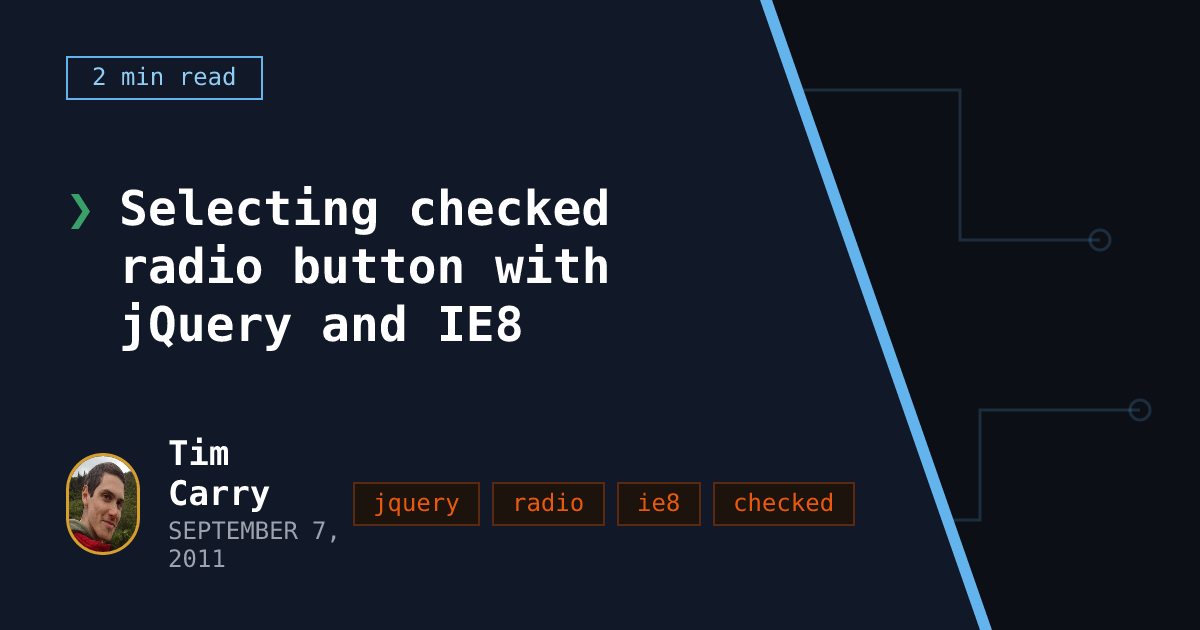 2 min read
❯ Selecting checked
radio button with
jQuery and IE8
Tim
Carry
SEPTEMBER 7,
2011
jquery radio ie8 checked